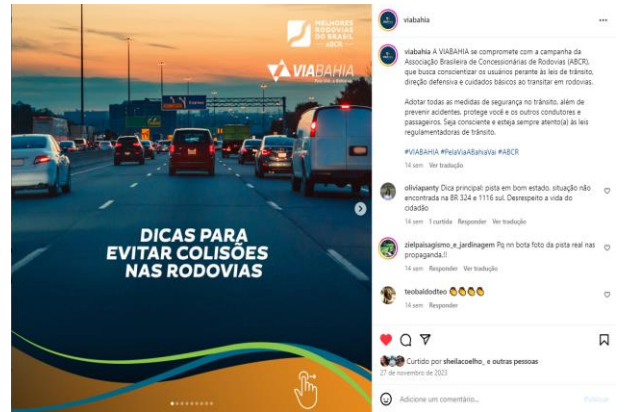 MELHORES
RODOVIAS
DO BRASIL
ABCR
VIABAHIA
DICAS PARA
EVITAR COLISÕES
NAS RODOVIAS
viabahia
viabahia A VIABAHIA se compromete com a campanha da
Associação Brasileira de Concessionárias de Rodovias (ABCR),
que busca conscientizar os usuários perante às leis de trânsito,
direção defensiva e cuidados básicos ao transitar em rodovias.
Adotar todas as medidas de segurança no trânsito, além de
prevenir acidentes, protege você e os outros condutores e
passageiros. Seja consciente e esteja sempre atento(a) às leis
regulamentadoras de trânsito.
#VIABAHIA #PelaViaABahiaVai #ABCR
14 sem Ver tradução
oliviapanty Dica principal: pista em bom estado, situação não
encontrada na BR 324 e 1116 sul. Desrespeito a vida do
cidadão
14 sem 1 curtida Responder Ver tradução
zielpaisagismo_e_jardinagem Pq nn bota foto da pista real nas
propaganda.!!
14 sem Responder Ver tradução
teobaldodteo 👏👏👏👏
14 sem Responder
Curtido por sheilacoelho_ e outras pessoas
27 de novembro de 2023
Adicione um comentário...
Publicar